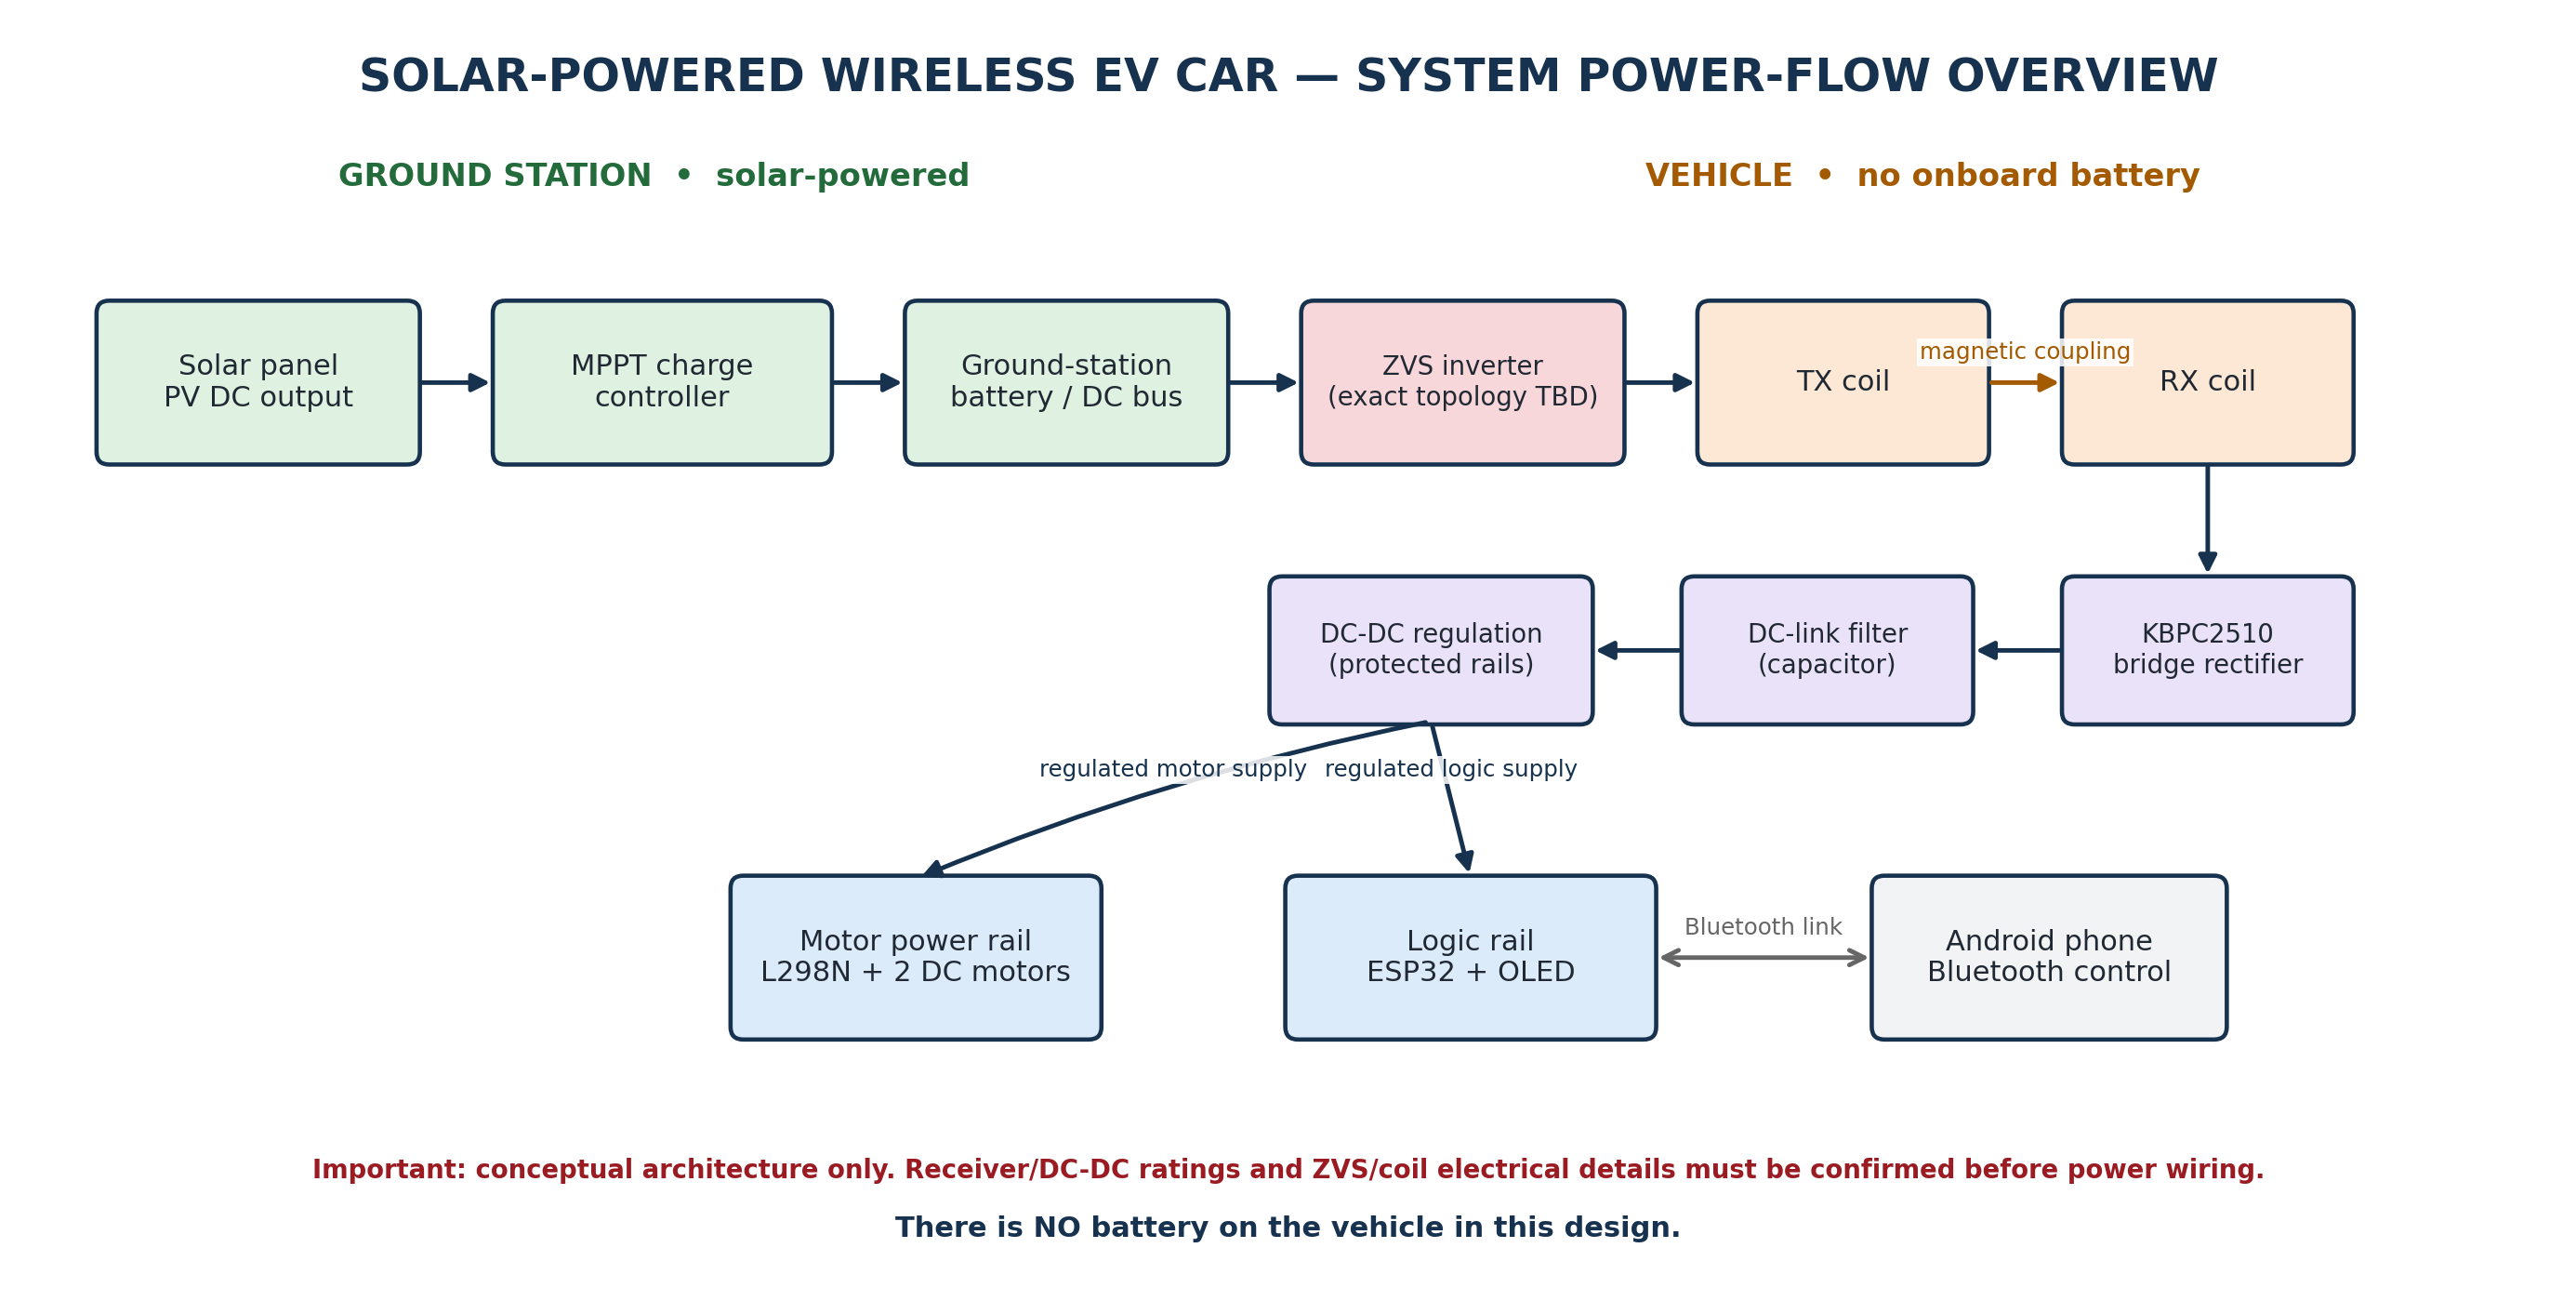 SOLAR-POWERED WIRELESS EV CAR — SYSTEM POWER-FLOW OVERVIEW
GROUND STATION • solar-powered
VEHICLE • no onboard battery
Solar panel
PV DC output
MPPT charge
controller
Ground-station
battery / DC bus
ZVS inverter
(exact topology TBD)
TX coil
magnetic coupling
RX coil
DC-DC regulation
(protected rails)
DC-link filter
(capacitor)
KBPC2510
bridge rectifier
regulated motor supply
regulated logic supply
Motor power rail
L298N + 2 DC motors
Logic rail
ESP32 + OLED
Bluetooth link
Android phone
Bluetooth control
Important: conceptual architecture only. Receiver/DC-DC ratings and ZVS/coil electrical details must be confirmed before power wiring.
There is NO battery on the vehicle in this design.